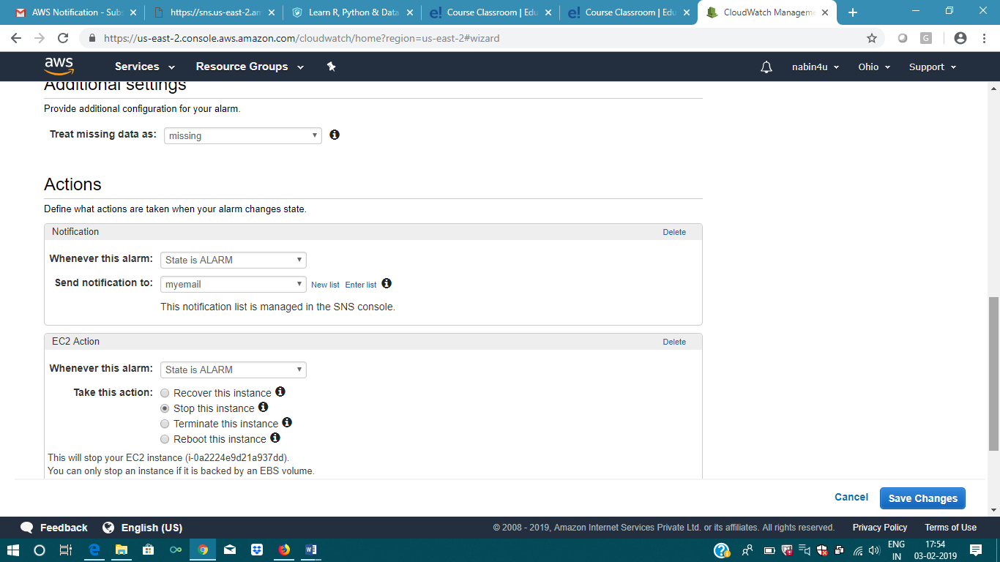 AWS Notification - Sub
https://sns.us-east-2.am
Learn R, Python & Data
e! Course Classroom | Edu
e! Course Classroom | Edu
CloudWatch Manageme
https://us-east-2.console.aws.amazon.com/cloudwatch/home?region=us-east-2#wizard
G
aws Services Resource Groups nabin4u Ohio Support
Additional settings
Provide additional configuration for your alarm.
Treat missing data as: missing
Actions
Define what actions are taken when your alarm changes state.
Notification Delete
Whenever this alarm: State is ALARM
Send notification to: myemail New list Enter list
This notification list is managed in the SNS console.
EC2 Action Delete
Whenever this alarm: State is ALARM
Take this action: Recover this instance
Stop this instance
Terminate this instance
Reboot this instance
This will stop your EC2 instance (i-0a2224e9d21a937dd).
You can only stop an instance if it is backed by an EBS volume.
Cancel Save Changes
Feedback English (US) © 2008 - 2019, Amazon Internet Services Private Ltd. or its affiliates. All rights reserved. Privacy Policy Terms of Use
ENG 17:54
IN 03-02-2019